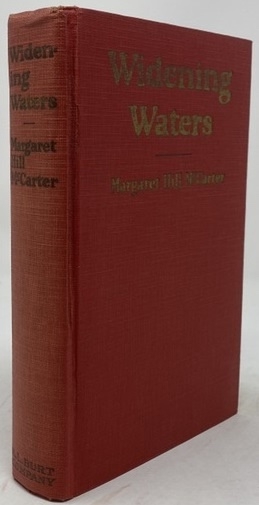 Widen-
ing
Waters
Margaret
Hill
McCarter
A.L.BURT
COMPANY
Widening
Waters
Margaret Hill McCarter